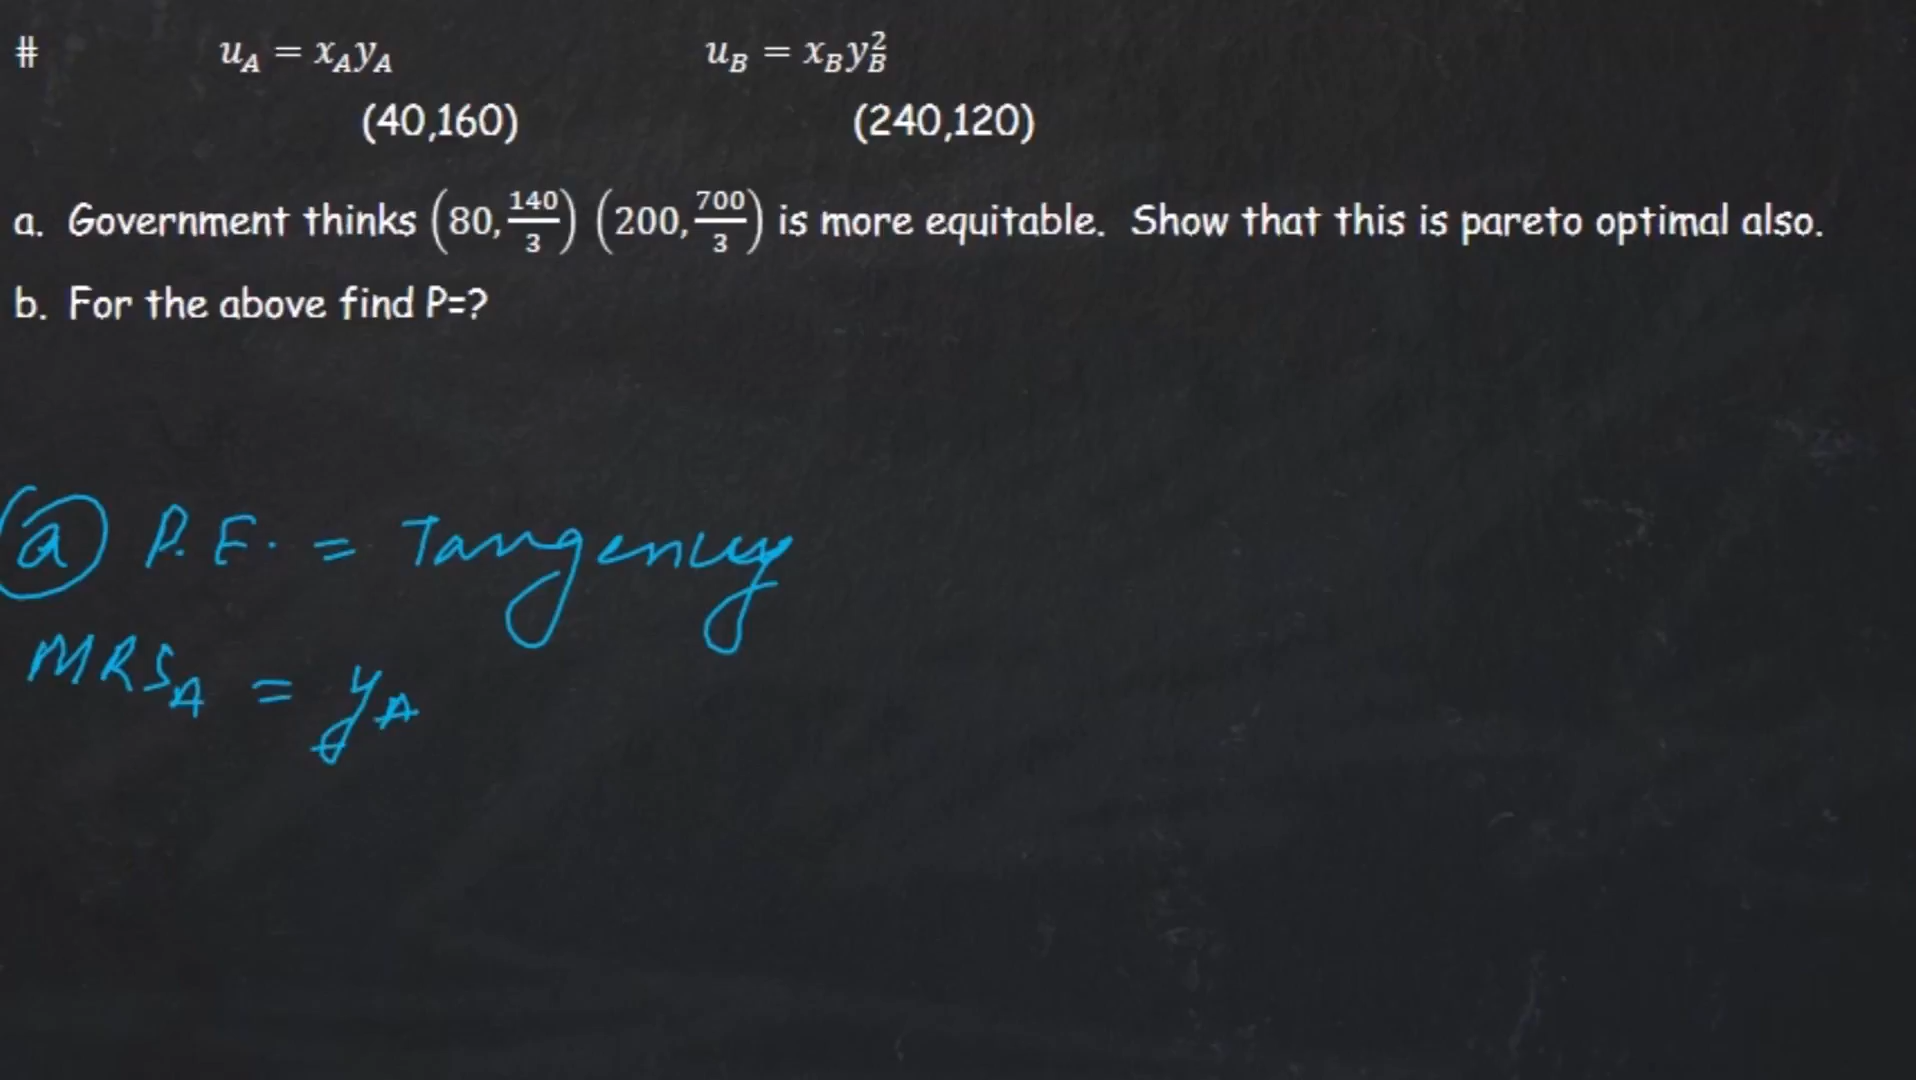 # u_A = x_A y_A u_B = x_B y_B^2
(40,160) (240,120)
a. Government thinks (80, 140/3) (200, 700/3) is more equitable. Show that this is pareto optimal also.
b. For the above find P=?
(a) P.E. = Tangency
MRS_A = y_A